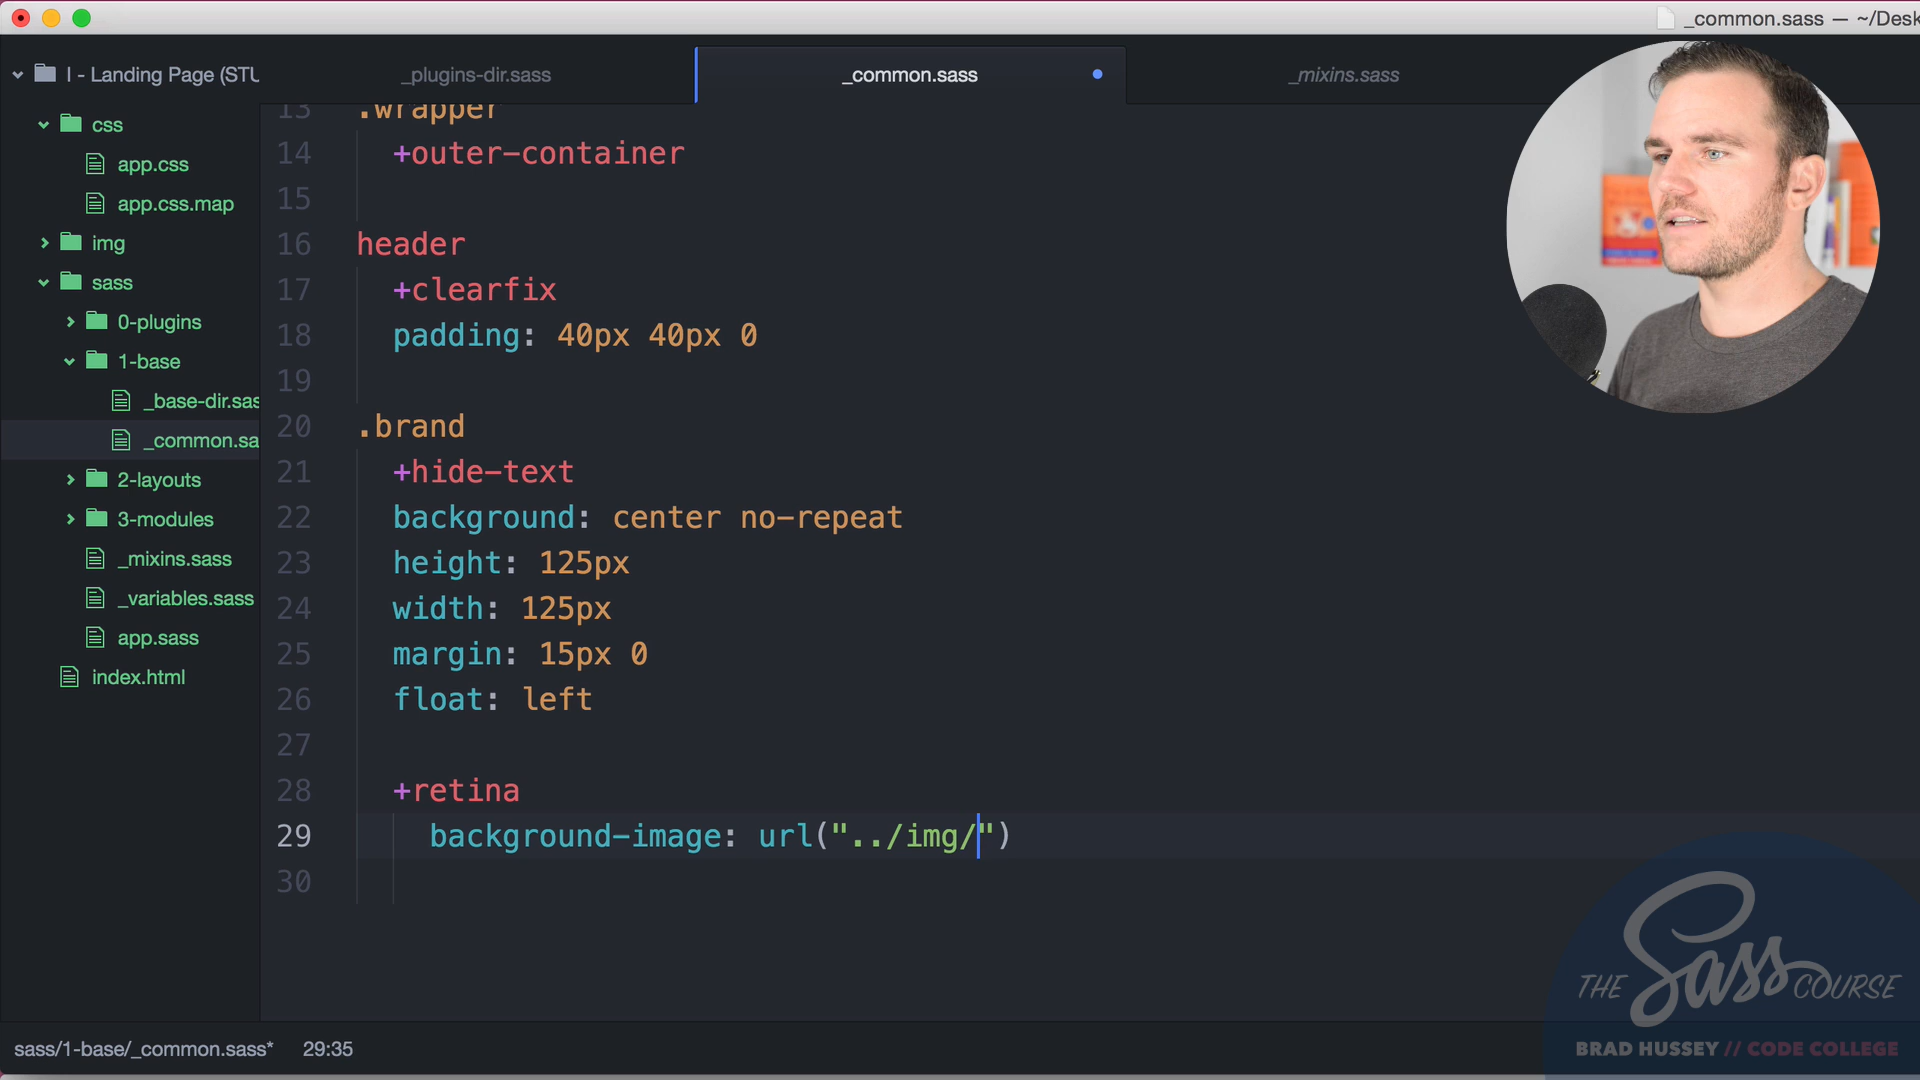 _common.sass — ~/Desk
I - Landing Page (STU
_plugins-dir.sass
_common.sass
_mixins.sass
css
app.css
app.css.map
img
sass
0-plugins
1-base
_base-dir.sas
_common.sa
2-layouts
3-modules
_mixins.sass
_variables.sass
app.sass
index.html
13 .wrapper
14 +outer-container
15
16 header
17 +clearfix
18 padding: 40px 40px 0
19
20 .brand
21 +hide-text
22 background: center no-repeat
23 height: 125px
24 width: 125px
25 margin: 15px 0
26 float: left
27
28 +retina
29 background-image: url("../img/")
30
THE Sass COURSE
BRAD HUSSEY // CODE COLLEGE
sass/1-base/_common.sass* 29:35